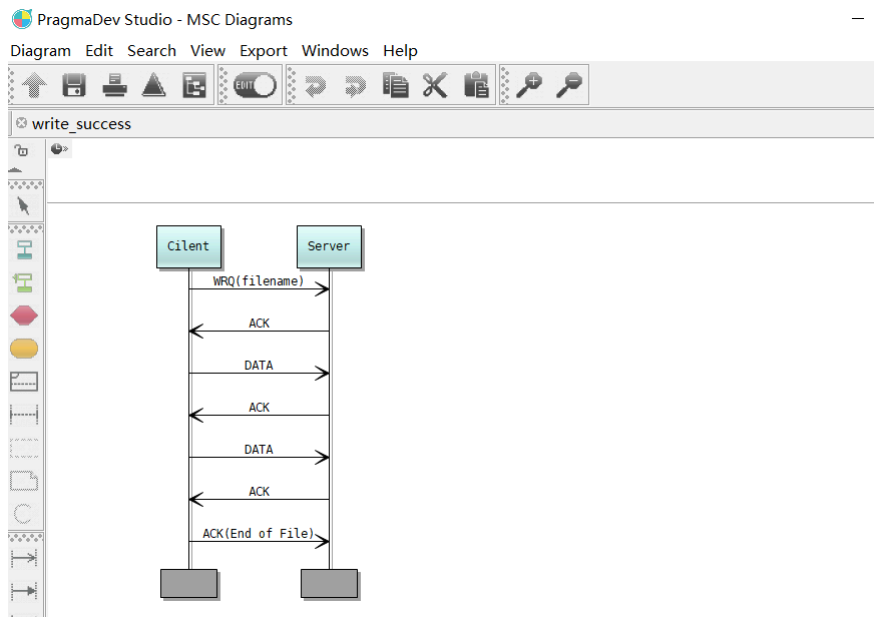 PragmaDev Studio - MSC Diagrams
Diagram Edit Search View Export Windows Help
EDIT
write_success
Cilent Server
WRQ(filename)
ACK
DATA
ACK
DATA
ACK
ACK(End of File)